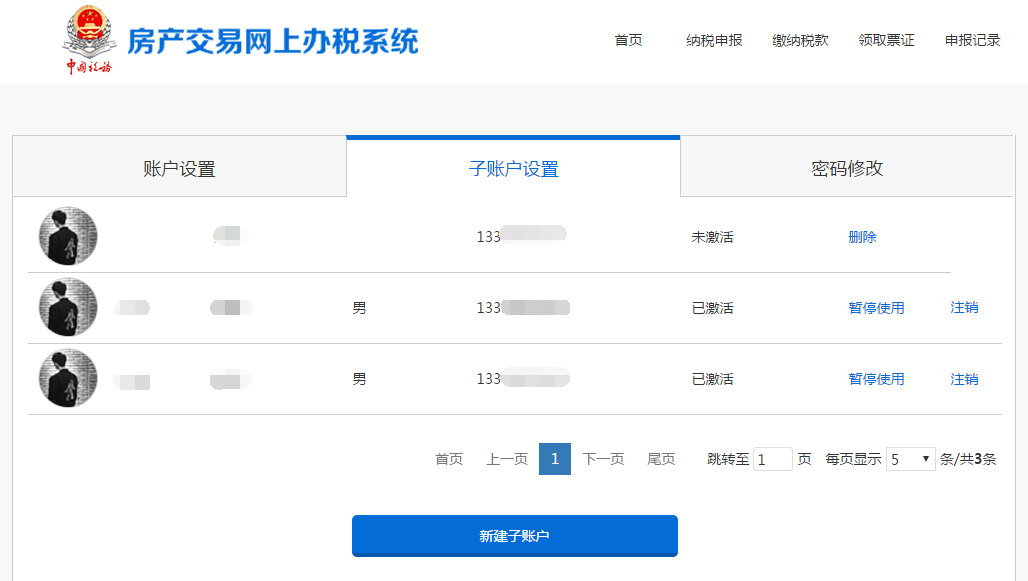 中国税务
房产交易网上办税系统
首页 纳税申报 缴纳税款 领取票证 申报记录
账户设置 子账户设置 密码修改
133 未激活 删除
男 133 已激活 暂停使用 注销
男 133 已激活 暂停使用 注销
首页 上一页 1 下一页 尾页 跳转至 1 页 每页显示 5 条/共3条
新建子账户